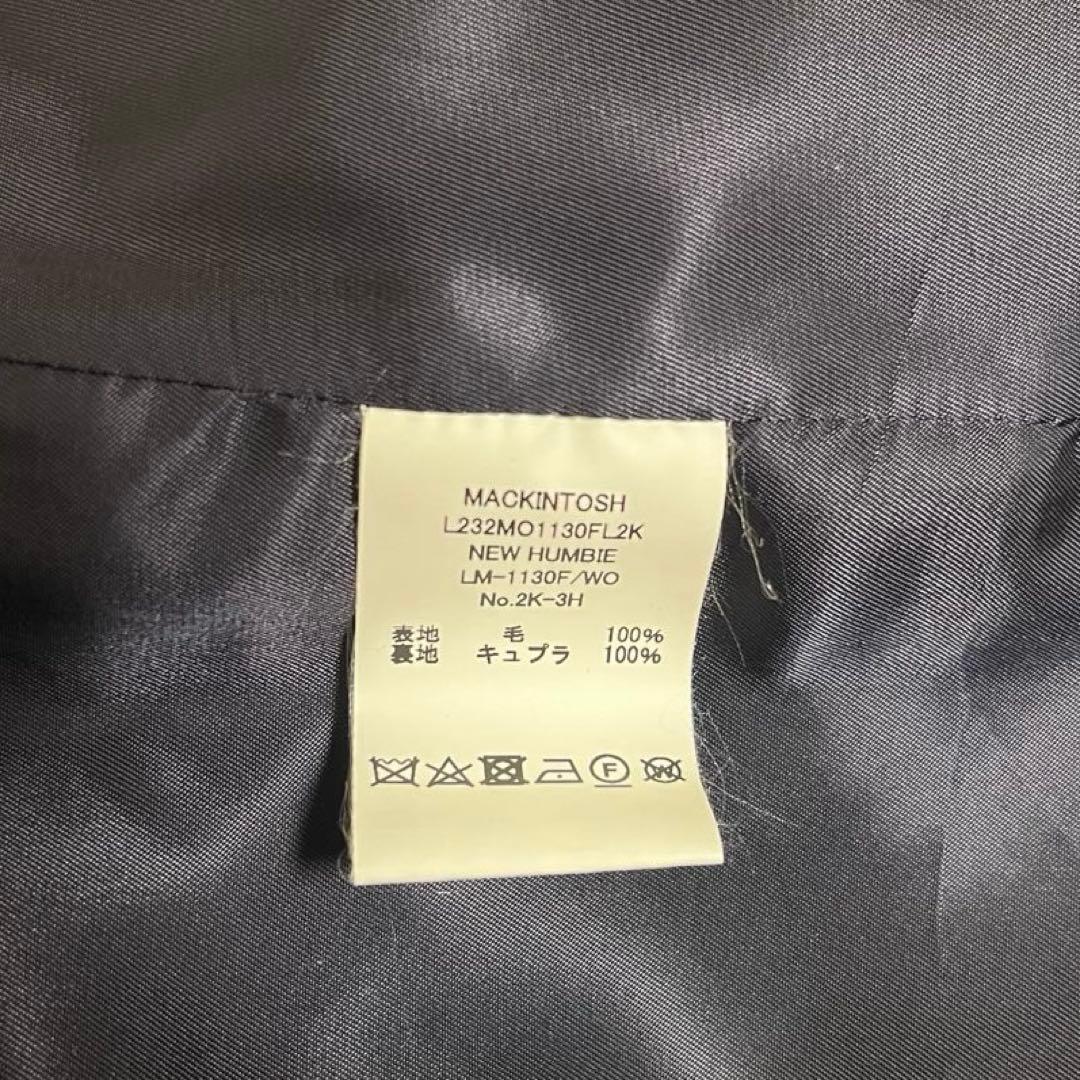 MACKINTOSH
L232MO1130FL2K
NEW HUMBIE
LM-1130F/WO
No.2K-3H
表地 毛 100%
裏地 キュプラ 100%
F W